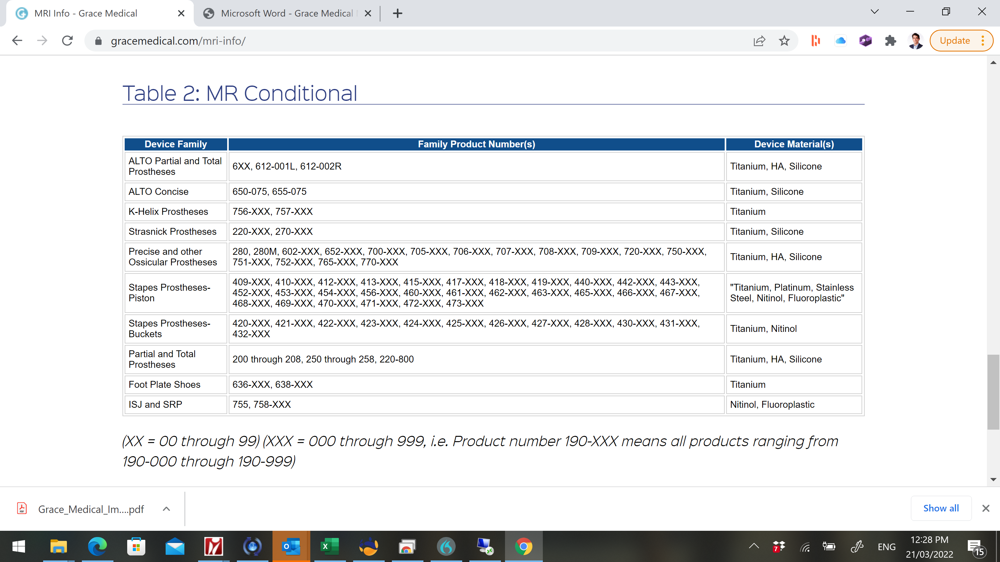 MRI Info - Grace Medical
Microsoft Word - Grace Medical
gracemedical.com/mri-info/
Update
Table 2: MR Conditional
Device Family Family Product Number(s) Device Material(s)
ALTO Partial and Total Prostheses 6XX, 612-001L, 612-002R Titanium, HA, Silicone
ALTO Concise 650-075, 655-075 Titanium, Silicone
K-Helix Prostheses 756-XXX, 757-XXX Titanium
Strasnick Prostheses 220-XXX, 270-XXX Titanium, Silicone
Precise and other
Ossicular Prostheses
280, 280M, 602-XXX, 652-XXX, 700-XXX, 705-XXX, 706-XXX, 707-XXX, 708-XXX, 709-XXX, 720-XXX, 750-XXX,
751-XXX, 752-XXX, 765-XXX, 770-XXX
Titanium, HA, Silicone
Stapes Prostheses-
Piston
409-XXX, 410-XXX, 412-XXX, 413-XXX, 415-XXX, 417-XXX, 418-XXX, 419-XXX, 440-XXX, 442-XXX, 443-XXX,
452-XXX, 453-XXX, 454-XXX, 456-XXX, 460-XXX, 461-XXX, 462-XXX, 463-XXX, 465-XXX, 466-XXX, 467-XXX,
468-XXX, 469-XXX, 470-XXX, 471-XXX, 472-XXX, 473-XXX
"Titanium, Platinum, Stainless
Steel, Nitinol, Fluoroplastic"
Stapes Prostheses-
Buckets
420-XXX, 421-XXX, 422-XXX, 423-XXX, 424-XXX, 425-XXX, 426-XXX, 427-XXX, 428-XXX, 430-XXX, 431-XXX,
432-XXX
Titanium, Nitinol
Partial and Total
Prostheses
200 through 208, 250 through 258, 220-800
Titanium, HA, Silicone
Foot Plate Shoes 636-XXX, 638-XXX Titanium
ISJ and SRP 755, 758-XXX Nitinol, Fluoroplastic
(XX = 00 through 99) (XXX = 000 through 999, i.e. Product number 190-XXX means all products ranging from
190-000 through 190-999)
Grace_Medical_Im....pdf
Show all
7
ENG
12:28 PM
21/03/2022
15